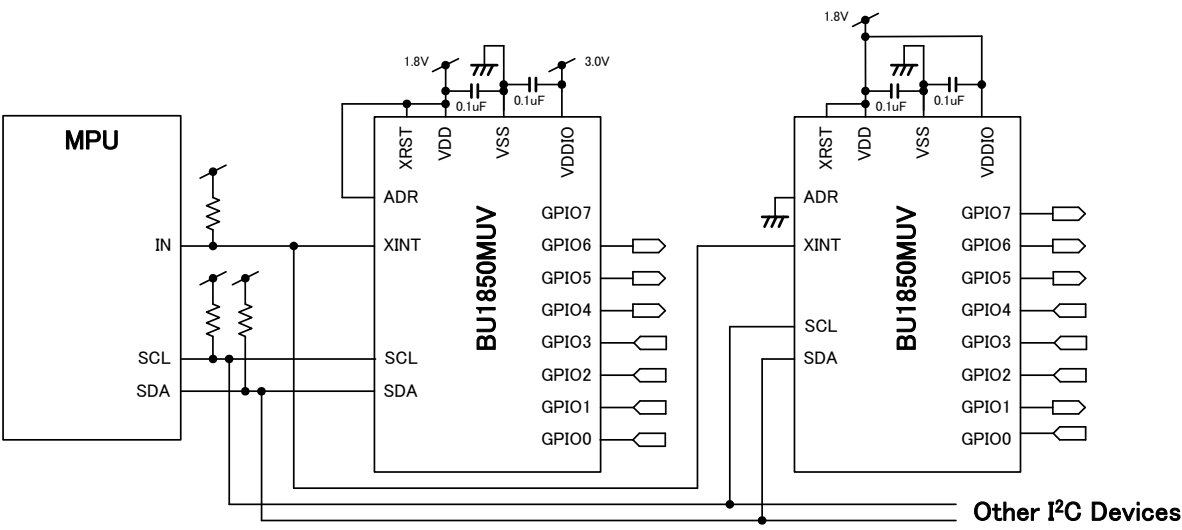 1.8V
1.8V
3.0V
0.1uF
0.1uF
0.1uF
0.1uF
MPU
IN
SCL
SDA
XRST
VDD
VSS
VDDIO
ADR
XINT
SCL
SDA
BU1850MUV
GPIO7
GPIO6
GPIO5
GPIO4
GPIO3
GPIO2
GPIO1
GPIO0
XRST
VDD
VSS
VDDIO
ADR
XINT
SCL
SDA
BU1850MUV
GPIO7
GPIO6
GPIO5
GPIO4
GPIO3
GPIO2
GPIO1
GPIO0
Other I²C Devices